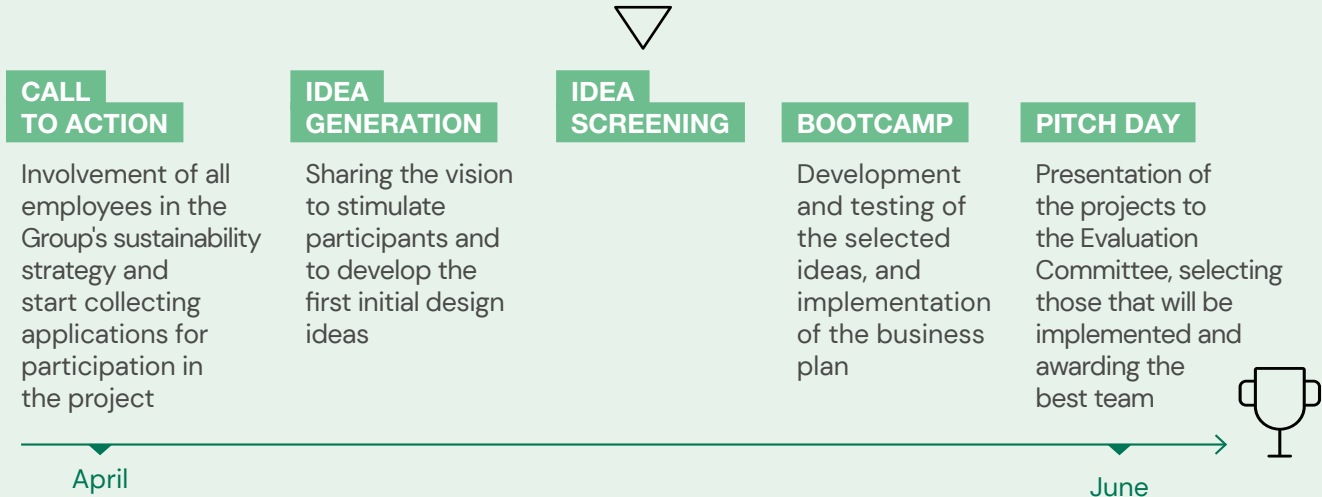 CALL
TO ACTION
Involvement of all
employees in the
Group's sustainability
strategy and
start collecting
applications for
participation in
the project
IDEA
GENERATION
Sharing the vision
to stimulate
participants and
to develop the
first initial design
ideas
IDEA
SCREENING
BOOTCAMP
Development
and testing of
the selected
ideas, and
implementation
of the business
plan
PITCH DAY
Presentation of
the projects to
the Evaluation
Committee, selecting
those that will be
implemented and
awarding the
best team
April
June